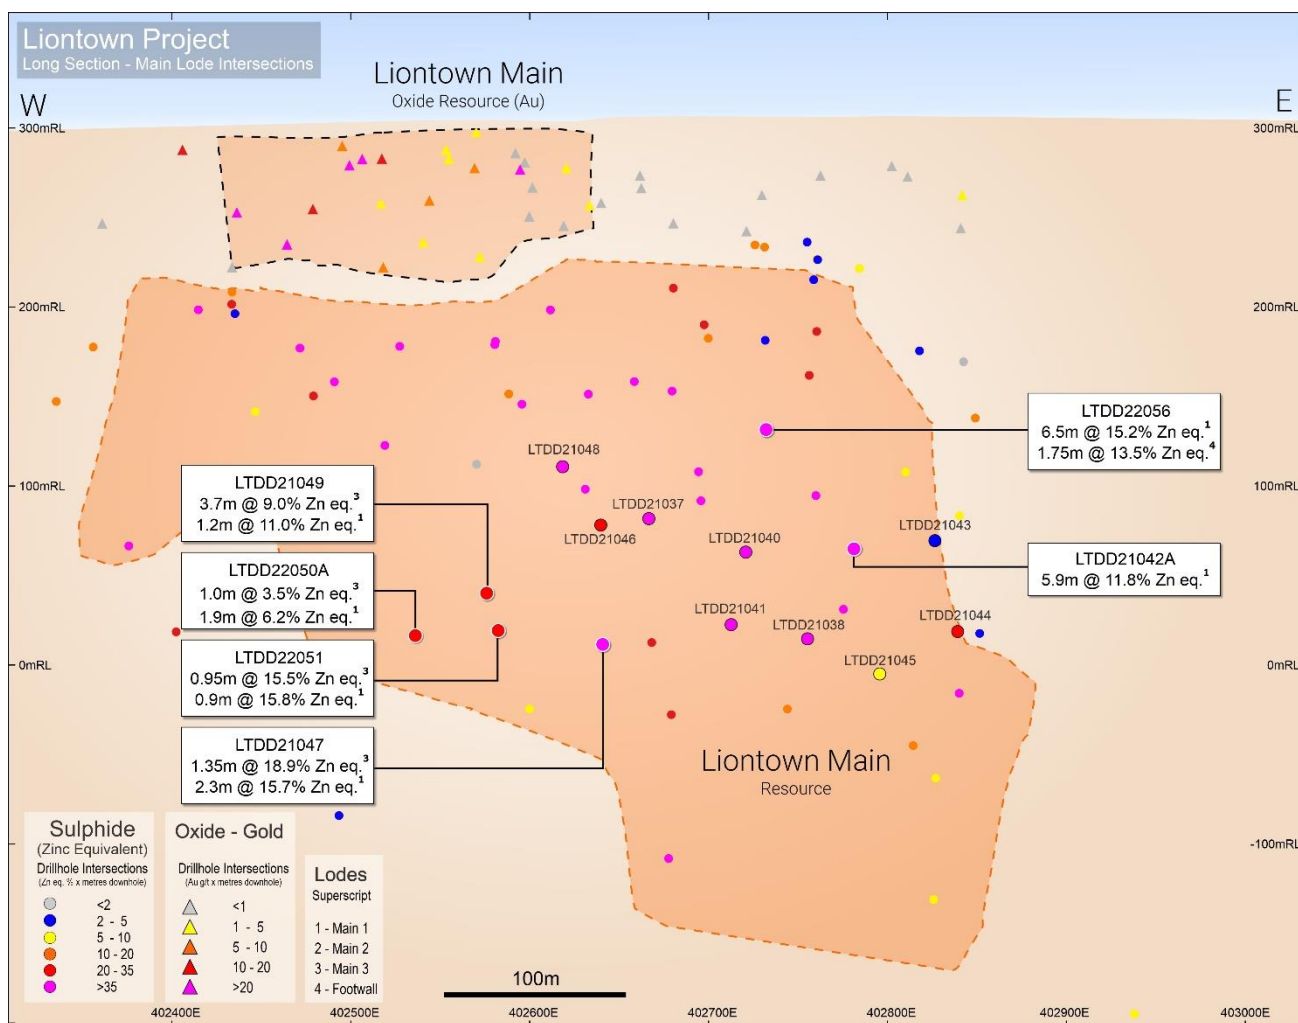 Liontown Project
Long Section - Main Lode Intersections
Liontown Main
Oxide Resource (Au)
W
E
300mRL
300mRL
200mRL
200mRL
LTDD22056
6.5m @ 15.2% Zn eq.¹
1.75m @ 13.5% Zn eq.⁴
LTDD21048
100mRL
100mRL
LTDD21049
3.7m @ 9.0% Zn eq.³
1.2m @ 11.0% Zn eq.¹
LTDD21037
LTDD21046
LTDD21040
LTDD21043
LTDD21042A
5.9m @ 11.8% Zn eq.¹
LTDD22050A
1.0m @ 3.5% Zn eq.³
1.9m @ 6.2% Zn eq.¹
LTDD21041
LTDD21038
LTDD21044
LTDD22051
0.95m @ 15.5% Zn eq.³
0.9m @ 15.8% Zn eq.¹
LTDD21045
0mRL
0mRL
LTDD21047
1.35m @ 18.9% Zn eq.³
2.3m @ 15.7% Zn eq.¹
Liontown Main
Resource
-100mRL
Sulphide
(Zinc Equivalent)
Drillhole Intersections
(Zn eq. % x metres downhole)
<2
2 - 5
5 - 10
10 - 20
20 - 35
>35
Oxide - Gold
Drillhole Intersections
(Au g/t x metres downhole)
<1
1 - 5
5 - 10
10 - 20
>20
Lodes
Superscript
1 - Main 1
2 - Main 2
3 - Main 3
4 - Footwall
100m
402400E
402500E
402600E
402700E
402800E
402900E
403000E